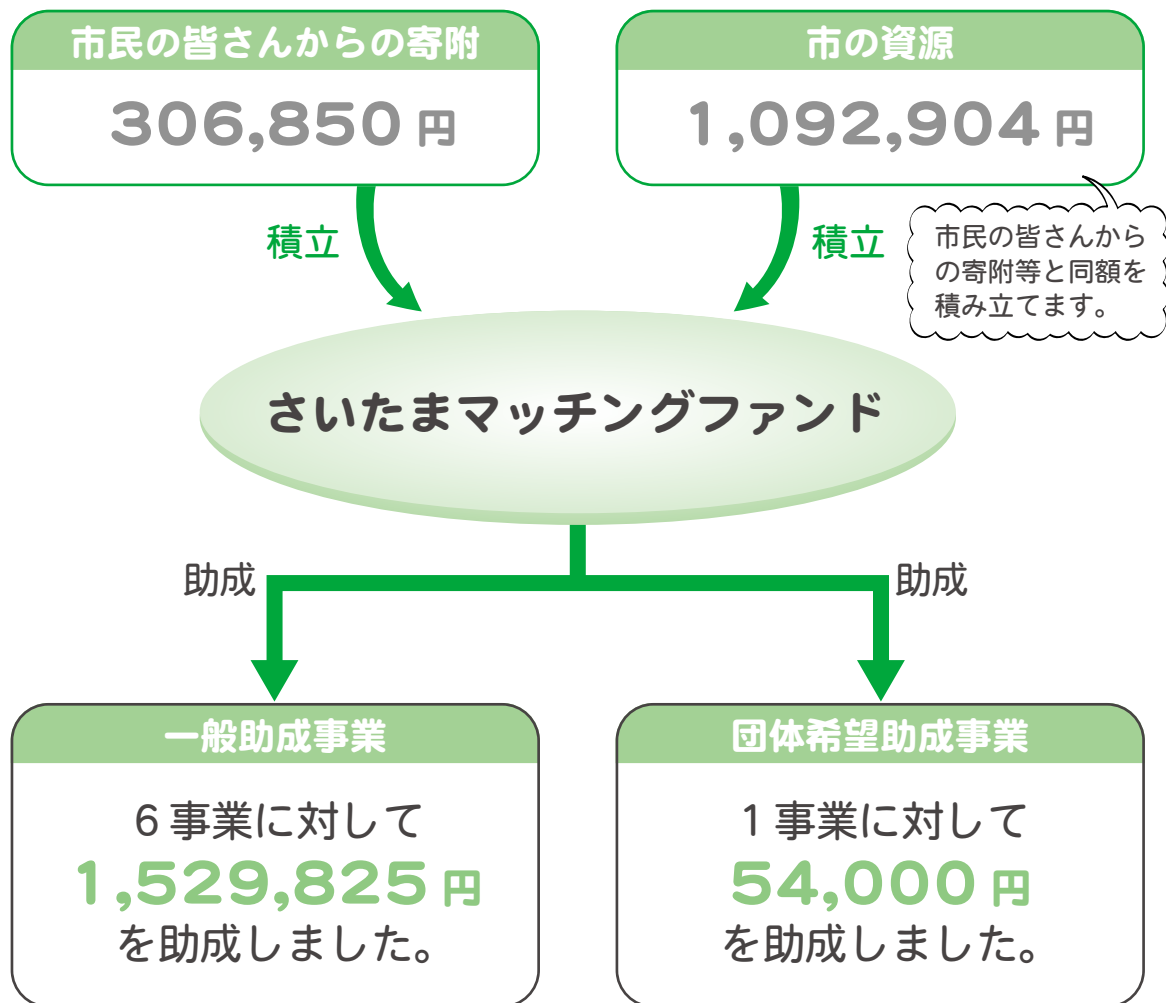 市民の皆さんからの寄附
306,850 円
市の資源
1,092,904 円
積立
積立
市民の皆さんから
の寄附等と同額を
積み立てます。
さいたまマッチングファンド
助成
助成
一般助成事業
6 事業に対して
1,529,825 円
を助成しました。
団体希望助成事業
1 事業に対して
54,000 円
を助成しました。